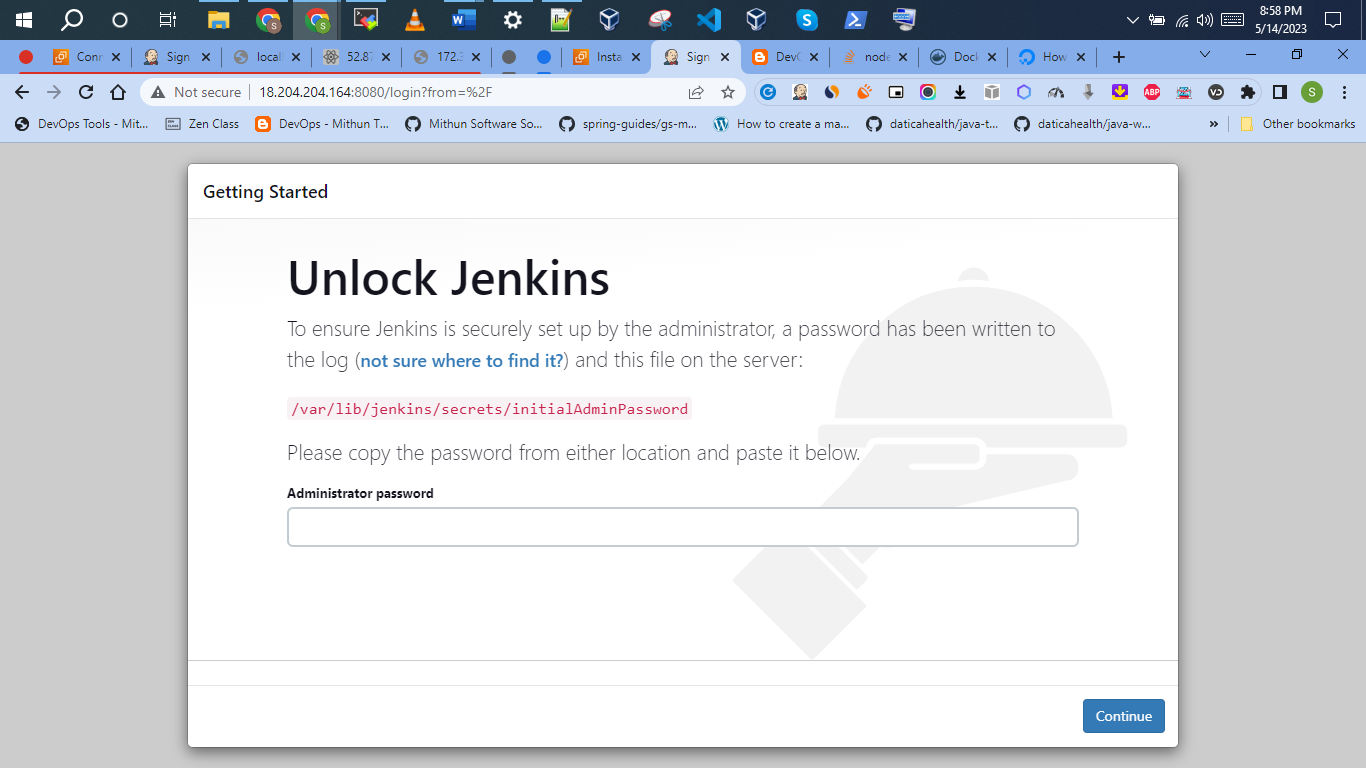 8:58 PM
5/14/2023
Conn
Sign
locall
52.87
172.3
Insta
Sign
DevO
node
Dock
How
Not secure
18.204.204.164:8080/login?from=%2F
ABP
VD
S
DevOps Tools - Mit...
Zen Class
DevOps - Mithun T...
Mithun Software So...
spring-guides/gs-m...
How to create a ma...
daticahealth/java-t...
daticahealth/java-w...
»
Other bookmarks
Getting Started
Unlock Jenkins
To ensure Jenkins is securely set up by the administrator, a password has been written to
the log (not sure where to find it?) and this file on the server:
/var/lib/jenkins/secrets/initialAdminPassword
Please copy the password from either location and paste it below.
Administrator password
Continue